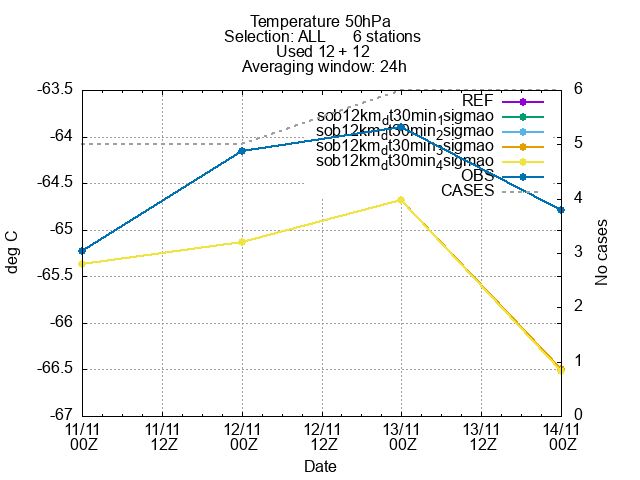 Temperature 50hPa
Selection: ALL 6 stations
Used 12 + 12
Averaging window: 24h
-63.5
-64
-64.5
-65
-65.5
-66
-66.5
-67
deg C
6
5
4
3
2
1
0
No cases
REF
sob12km_dt30min_1sigmao
sob12km_dt30min_2sigmao
sob12km_dt30min_3sigmao
sob12km_dt30min_4sigmao
OBS
CASES
11/11 00Z
11/11 12Z
12/11 00Z
12/11 12Z
13/11 00Z
13/11 12Z
14/11 00Z
Date